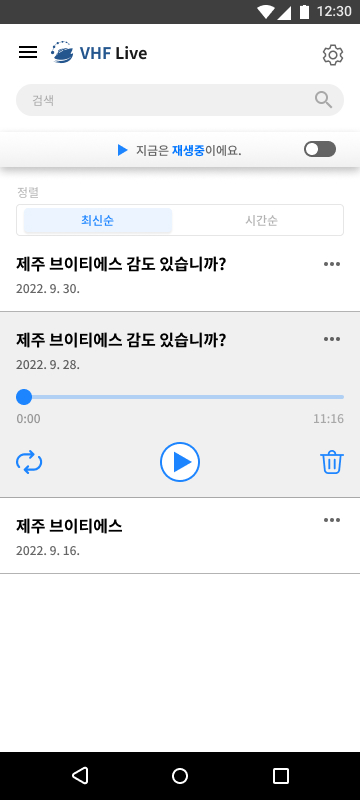 12:30
VHF Live
검색
지금은 재생중이에요.
정렬
최신순 시간순
제주 브이티에스 감도 있습니까?
2022. 9. 30.
제주 브이티에스 감도 있습니까?
2022. 9. 28.
0:00 11:16
제주 브이티에스
2022. 9. 16.